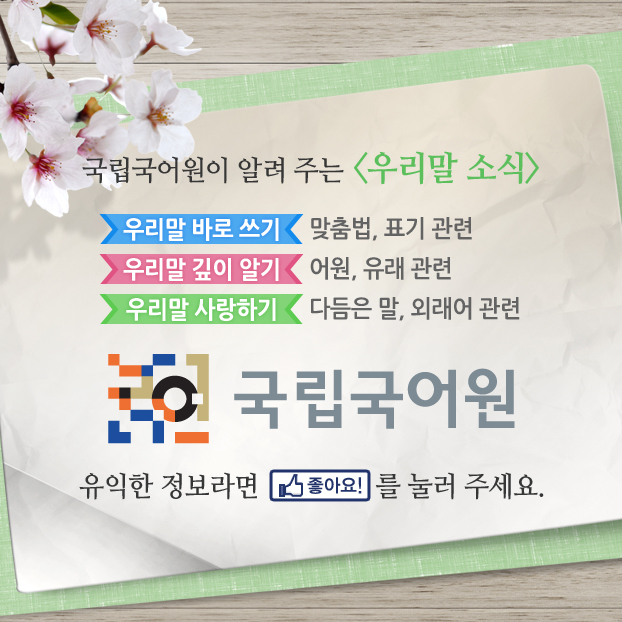 국립국어원이 알려 주는 〈우리말 소식〉
우리말 바로 쓰기 맞춤법, 표기 관련
우리말 깊이 알기 어원, 유래 관련
우리말 사랑하기 다듬은 말, 외래어 관련
국립국어원
유익한 정보라면 좋아요! 를 눌러 주세요.